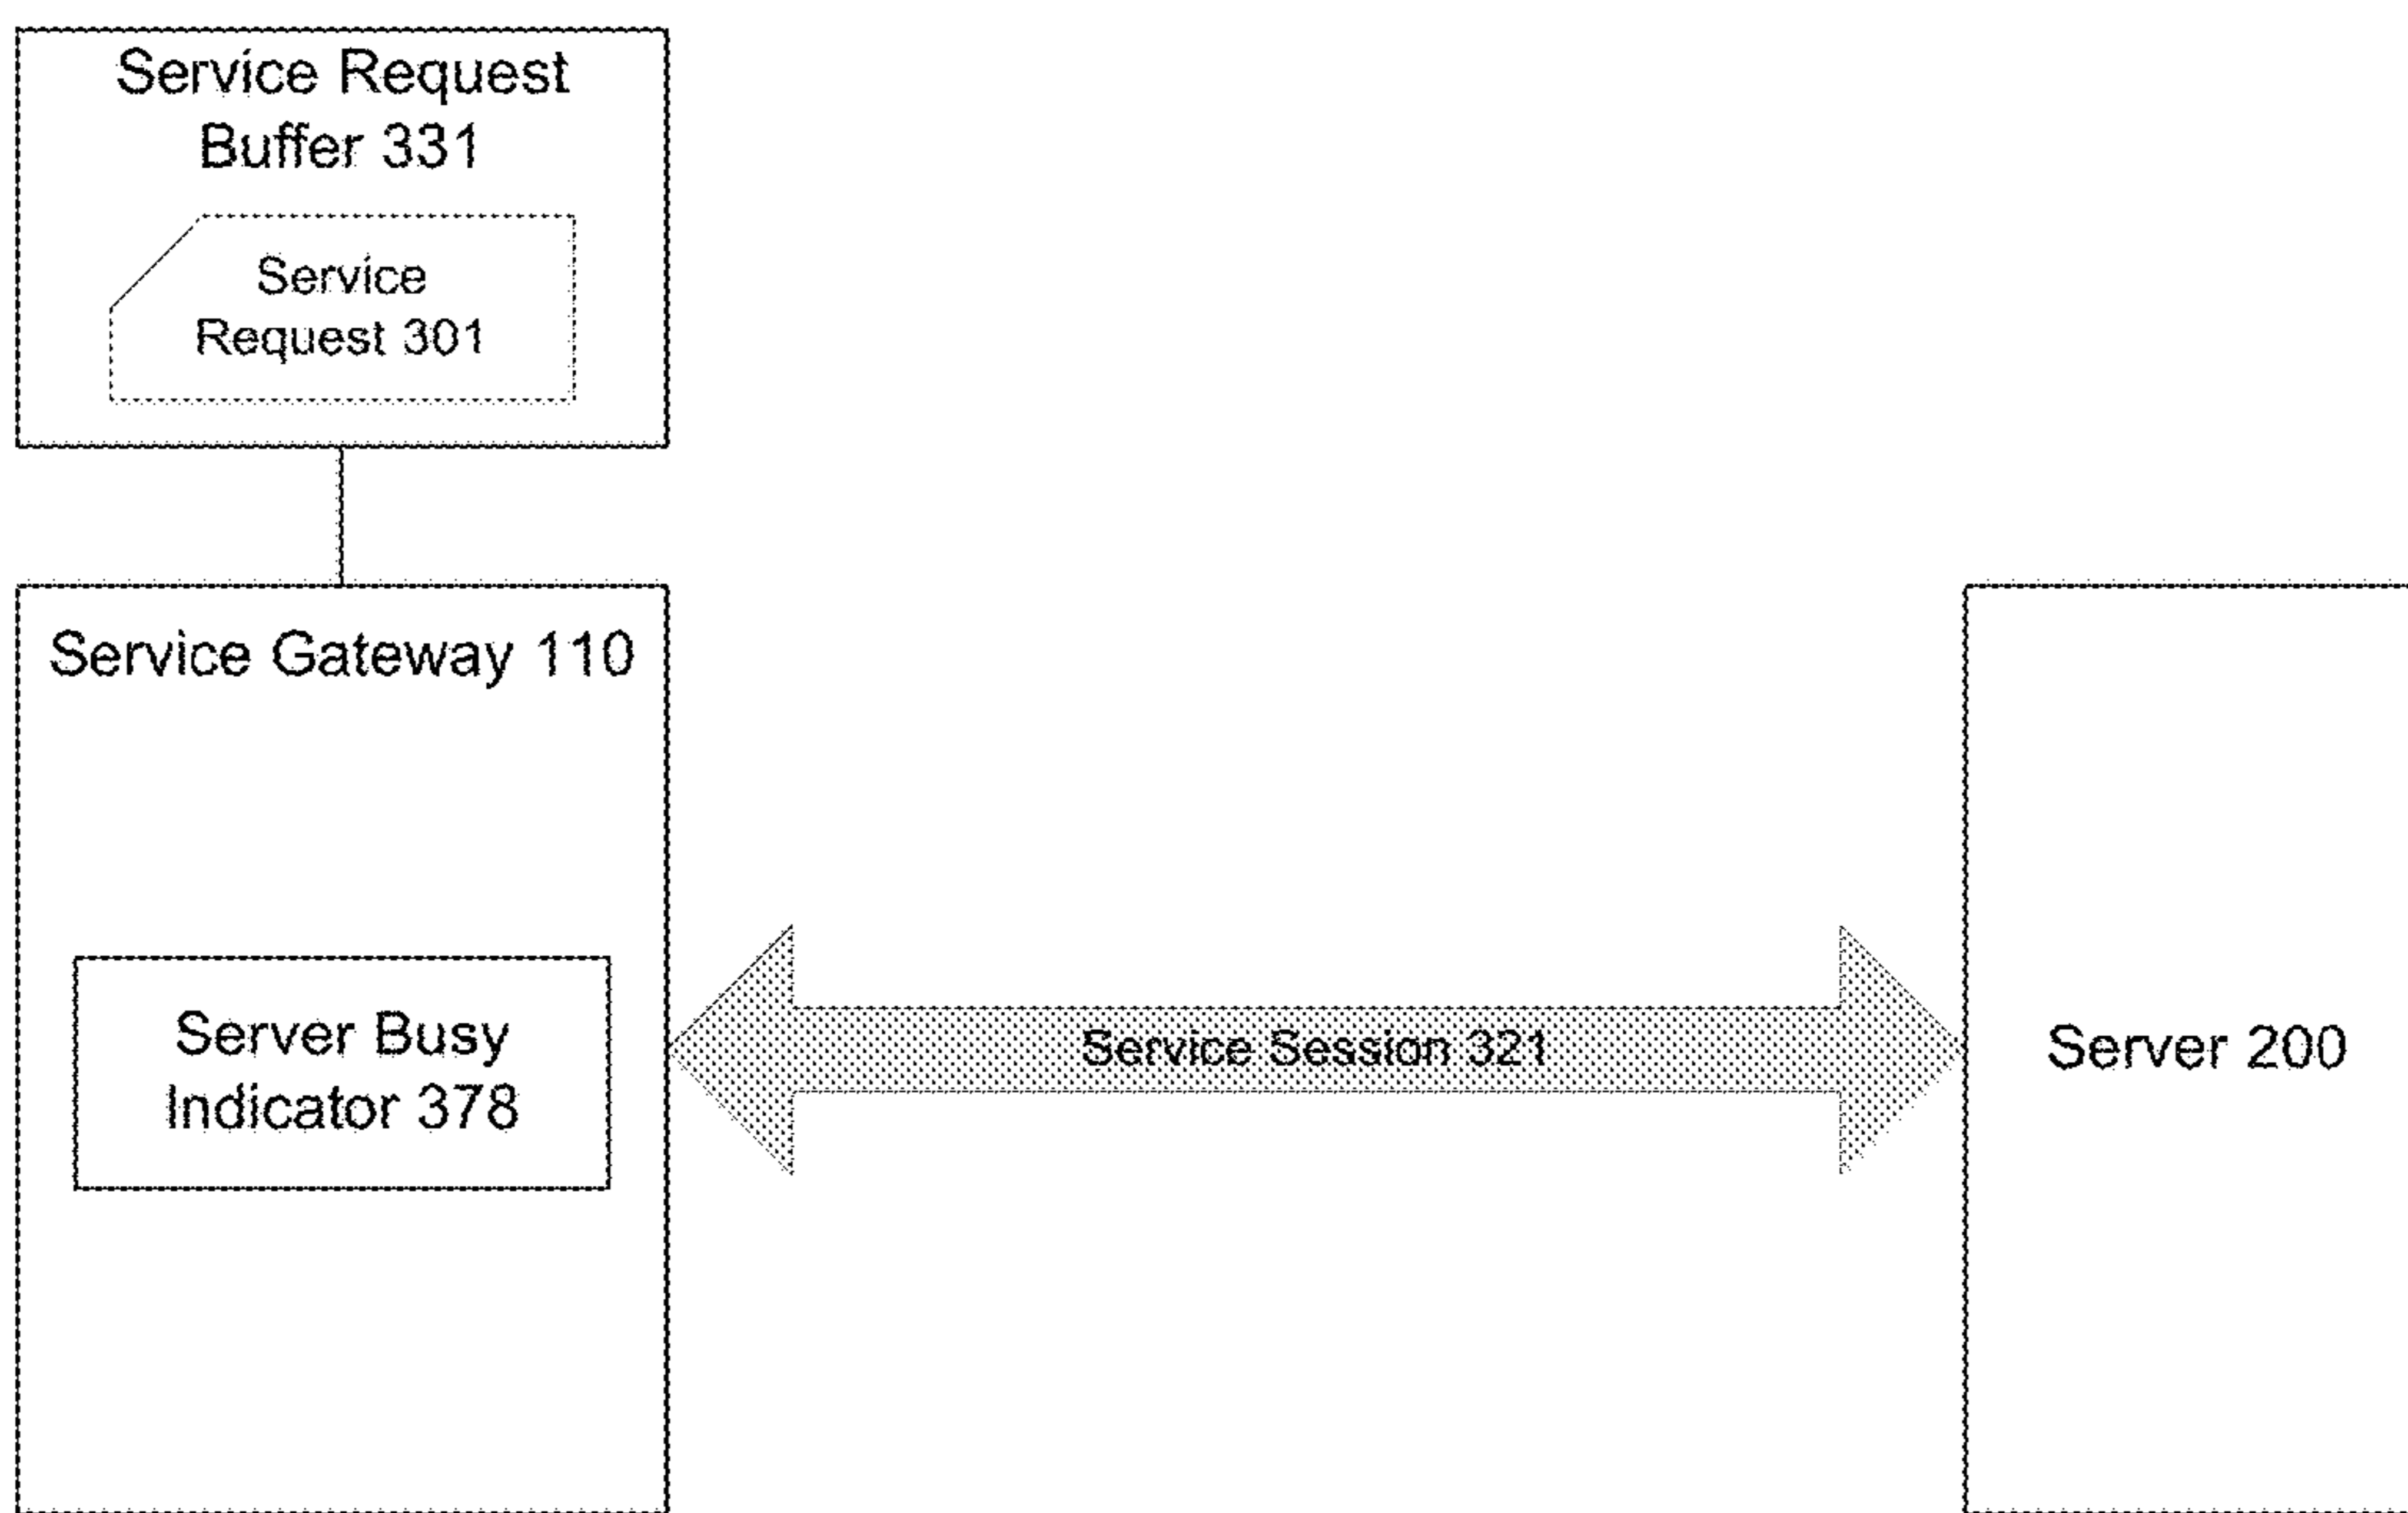 Service Request
Buffer 331
Service
Request 301
Service Gateway 110
Server Busy
Indicator 378
Service Session 321
Server 200